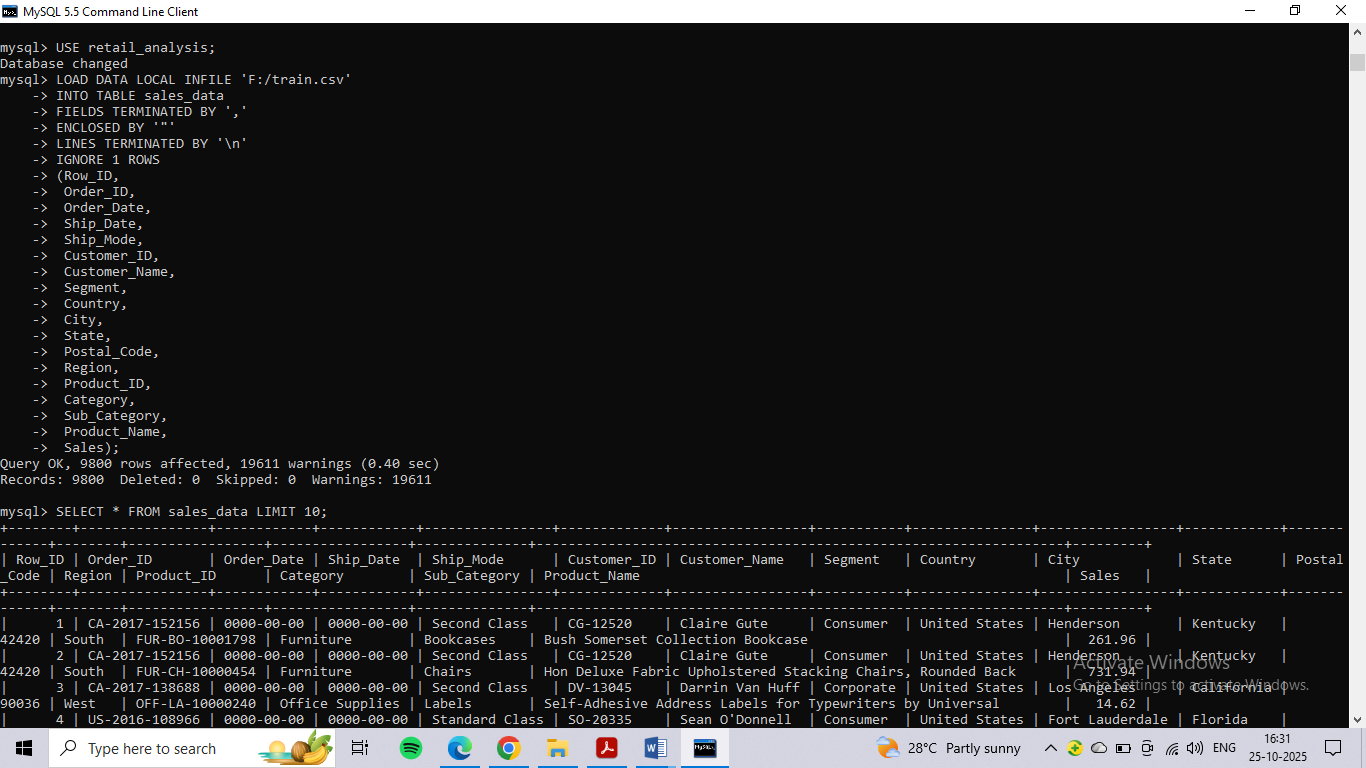 MySQL 5.5 Command Line Client
mysql> USE retail_analysis;
Database changed
mysql> LOAD DATA LOCAL INFILE 'F:/train.csv'
    -> INTO TABLE sales_data
    -> FIELDS TERMINATED BY ','
    -> ENCLOSED BY '"'
    -> LINES TERMINATED BY '\n'
    -> IGNORE 1 ROWS
    -> (Row_ID,
    ->  Order_ID,
    ->  Order_Date,
    ->  Ship_Date,
    ->  Ship_Mode,
    ->  Customer_ID,
    ->  Customer_Name,
    ->  Segment,
    ->  Country,
    ->  City,
    ->  State,
    ->  Postal_Code,
    ->  Region,
    ->  Product_ID,
    ->  Category,
    ->  Sub_Category,
    ->  Product_Name,
    ->  Sales);
Query OK, 9800 rows affected, 19611 warnings (0.40 sec)
Records: 9800  Deleted: 0  Skipped: 0  Warnings: 19611
mysql> SELECT * FROM sales_data LIMIT 10;
| Row_ID | Order_ID       | Order_Date | Ship_Date  | Ship_Mode      | Customer_ID | Customer_Name   | Segment   | Country       | City            | State      | Postal
_Code | Region | Product_ID      | Category        | Sub_Category | Product_Name                                                     | Sales   |
|      1 | CA-2017-152156 | 0000-00-00 | 0000-00-00 | Second Class   | CG-12520    | Claire Gute     | Consumer  | United States | Henderson       | Kentucky   |
42420 | South  | FUR-BO-10001798 | Furniture       | Bookcases    | Bush Somerset Collection Bookcase                                |  261.96 |
|      2 | CA-2017-152156 | 0000-00-00 | 0000-00-00 | Second Class   | CG-12520    | Claire Gute     | Consumer  | United States | Henderson       | Kentucky   |
42420 | South  | FUR-CH-10000454 | Furniture       | Chairs       | Hon Deluxe Fabric Upholstered Stacking Chairs, Rounded Back      |  731.94 |
|      3 | CA-2017-138688 | 0000-00-00 | 0000-00-00 | Second Class   | DV-13045    | Darrin Van Huff | Corporate | United States | Los Angeles     | California |
90036 | West   | OFF-LA-10000240 | Office Supplies | Labels       | Self-Adhesive Address Labels for Typewriters by Universal        |   14.62 |
|      4 | US-2016-108966 | 0000-00-00 | 0000-00-00 | Standard Class | SO-20335    | Sean O'Donnell  | Consumer  | United States | Fort Lauderdale | Florida    |
Activate Windows
Go to Settings to activate Windows.
Type here to search
MySQL
28°C Partly sunny
ENG
16:31
25-10-2025